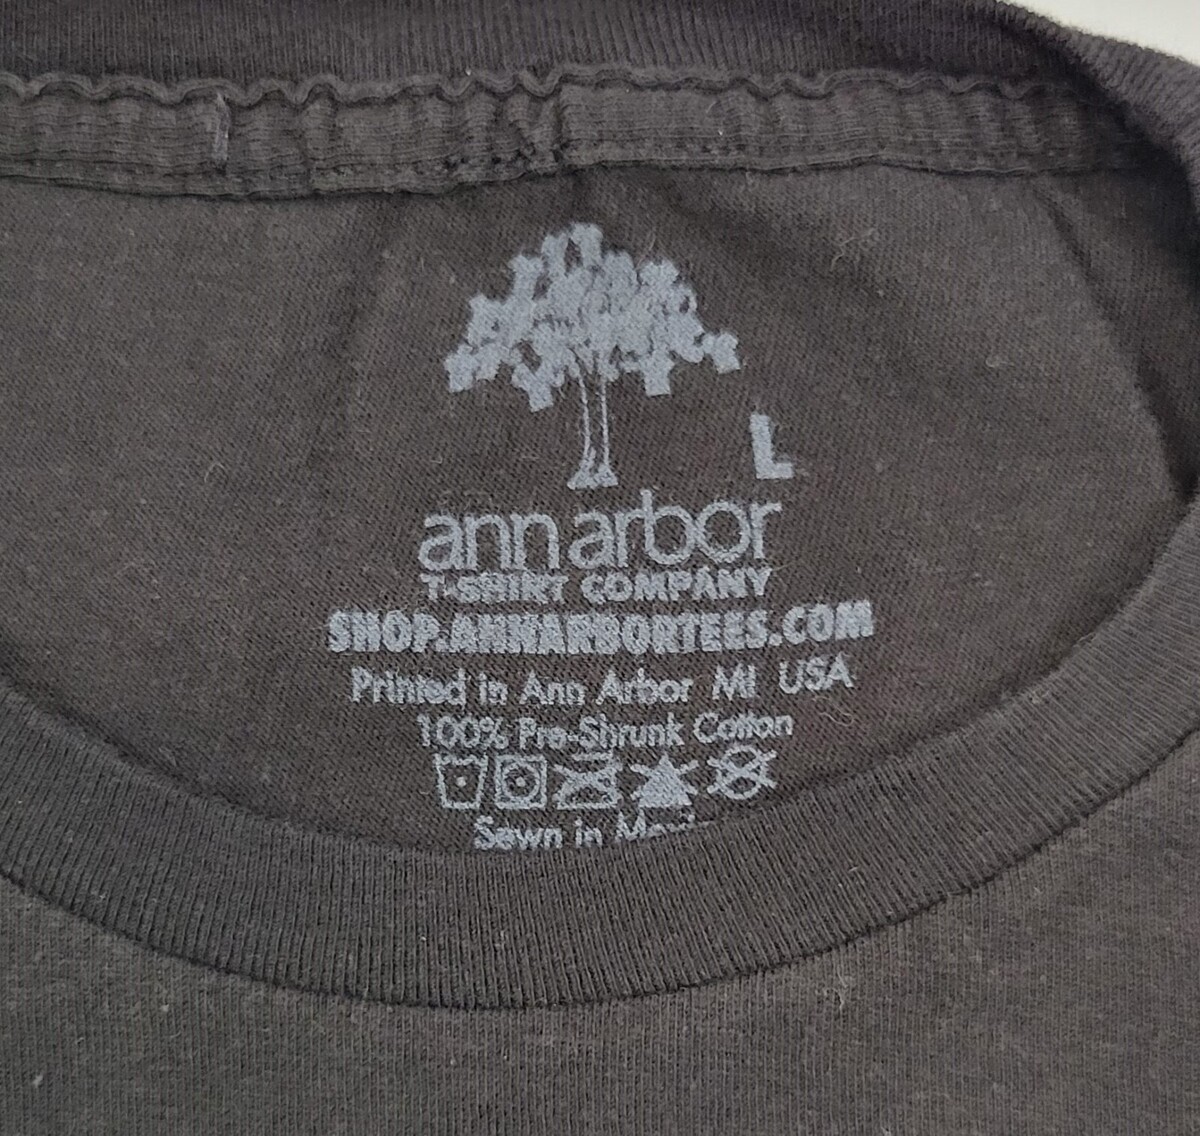 L
ann arbor
T-SHIRT COMPANY
SHOP.ANNARBORTEES.COM
Printed in Ann Arbor MI USA
100% Pre-Shrunk Cotton
Sewn in